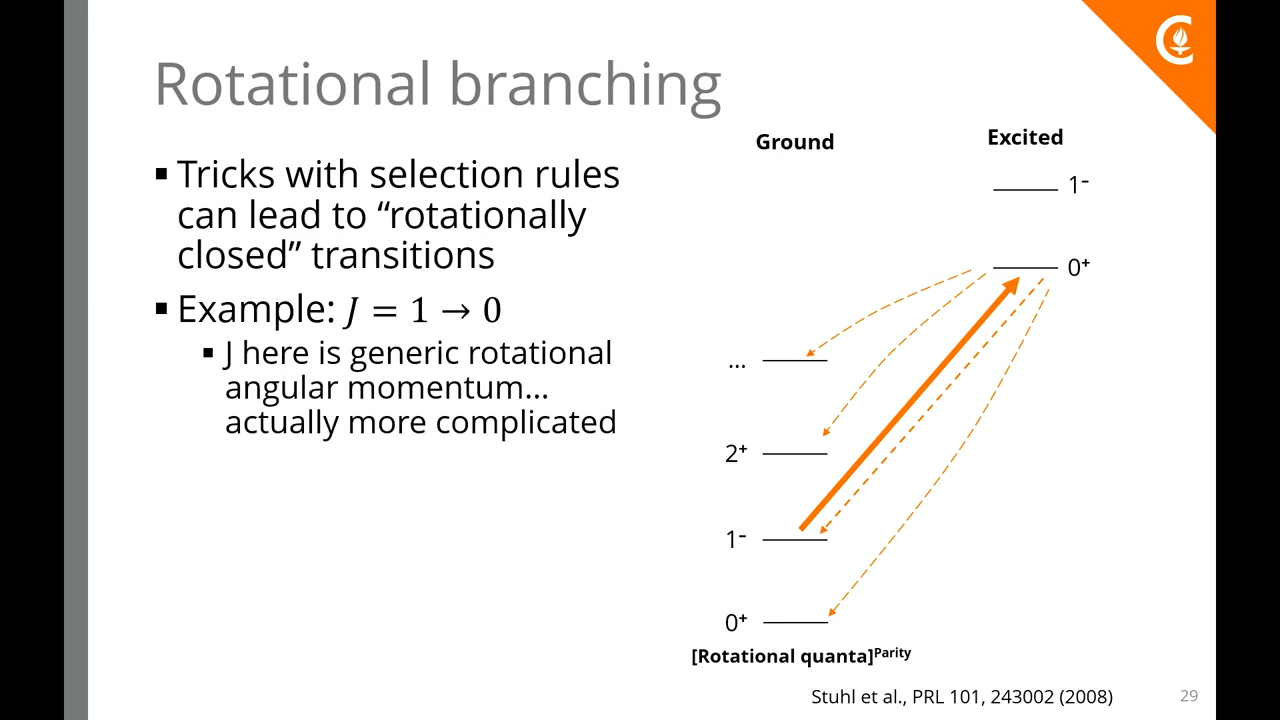 Rotational branching
▪ Tricks with selection rules
can lead to “rotationally
closed” transitions
▪ Example: 𝐽 = 1 → 0
▪ J here is generic rotational
angular momentum...
actually more complicated
Ground
Excited
1⁻
0⁺
...
2⁺
1⁻
0⁺
[Rotational quanta]ᴾᵃʳⁱᵗʸ
Stuhl et al., PRL 101, 243002 (2008)
29